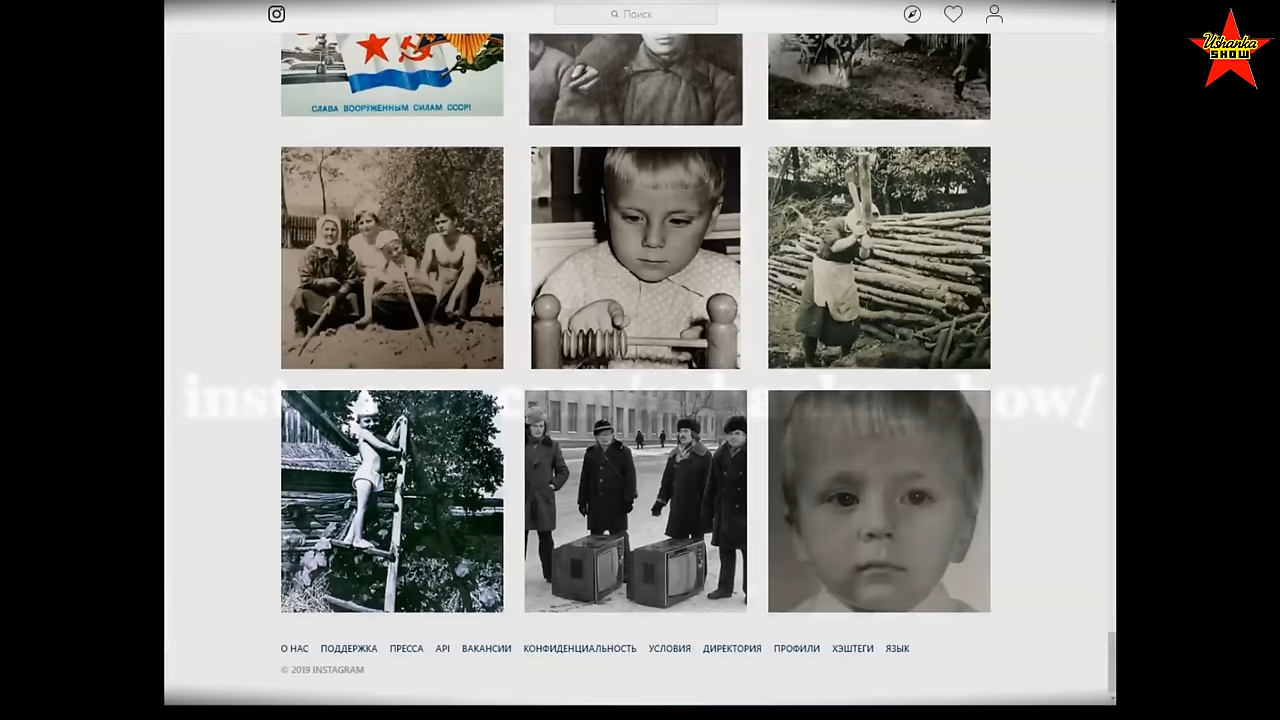 Поиск
Ushanka
SHOW
СЛАВА ВООРУЖЕННЫМ СИЛАМ СССР!
О НАС ПОДДЕРЖКА ПРЕССА API ВАКАНСИИ КОНФИДЕНЦИАЛЬНОСТЬ УСЛОВИЯ ДИРЕКТОРИЯ ПРОФИЛИ ХЭШТЕГИ ЯЗЫК
© 2019 INSTAGRAM